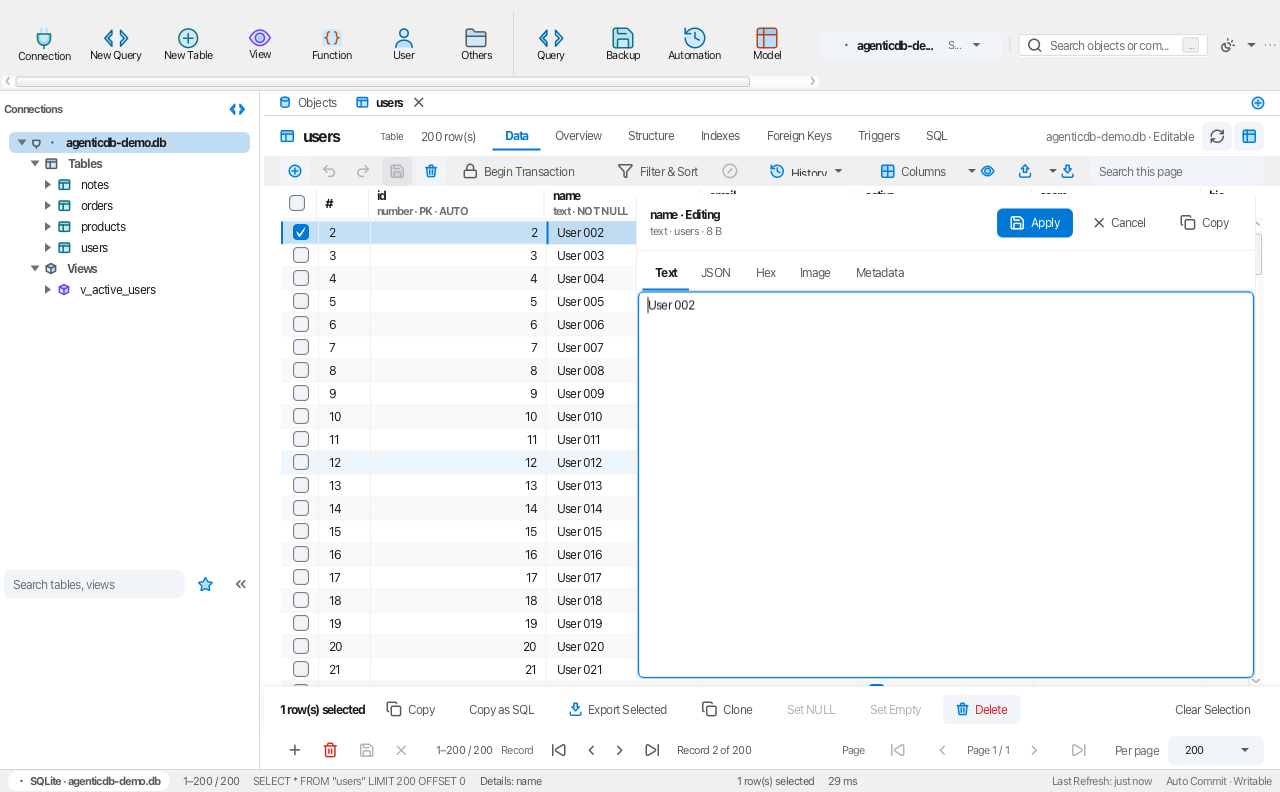 Connection
New Query
New Table
View
Function
User
Others
Query
Backup
Automation
Model
agenticdb-de...
S...
Search objects or com...
...
Connections
agenticdb-demo.db
Tables
notes
orders
products
users
Views
v_active_users
Search tables, views
Objects
users
users
Table
200 row(s)
Data
Overview
Structure
Indexes
Foreign Keys
Triggers
SQL
agenticdb-demo.db · Editable
Begin Transaction
Filter & Sort
History
Columns
Search this page
#
id
number · PK · AUTO
name
text · NOT NULL
2 2 User 002
3 3 User 003
4 4 User 004
5 5 User 005
6 6 User 006
7 7 User 007
8 8 User 008
9 9 User 009
10 10 User 010
11 11 User 011
12 12 User 012
13 13 User 013
14 14 User 014
15 15 User 015
16 16 User 016
17 17 User 017
18 18 User 018
19 19 User 019
20 20 User 020
21 21 User 021
name · Editing
text · users · 8 B
Apply
Cancel
Copy
Text
JSON
Hex
Image
Metadata
User 002
1 row(s) selected
Copy
Copy as SQL
Export Selected
Clone
Set NULL
Set Empty
Delete
Clear Selection
1–200 / 200
Record
Record 2 of 200
Page
Page 1 / 1
Per page
200
SQLite · agenticdb-demo.db
1–200 / 200
SELECT * FROM "users" LIMIT 200 OFFSET 0
Details: name
1 row(s) selected
29 ms
Last Refresh: just now
Auto Commit · Writable